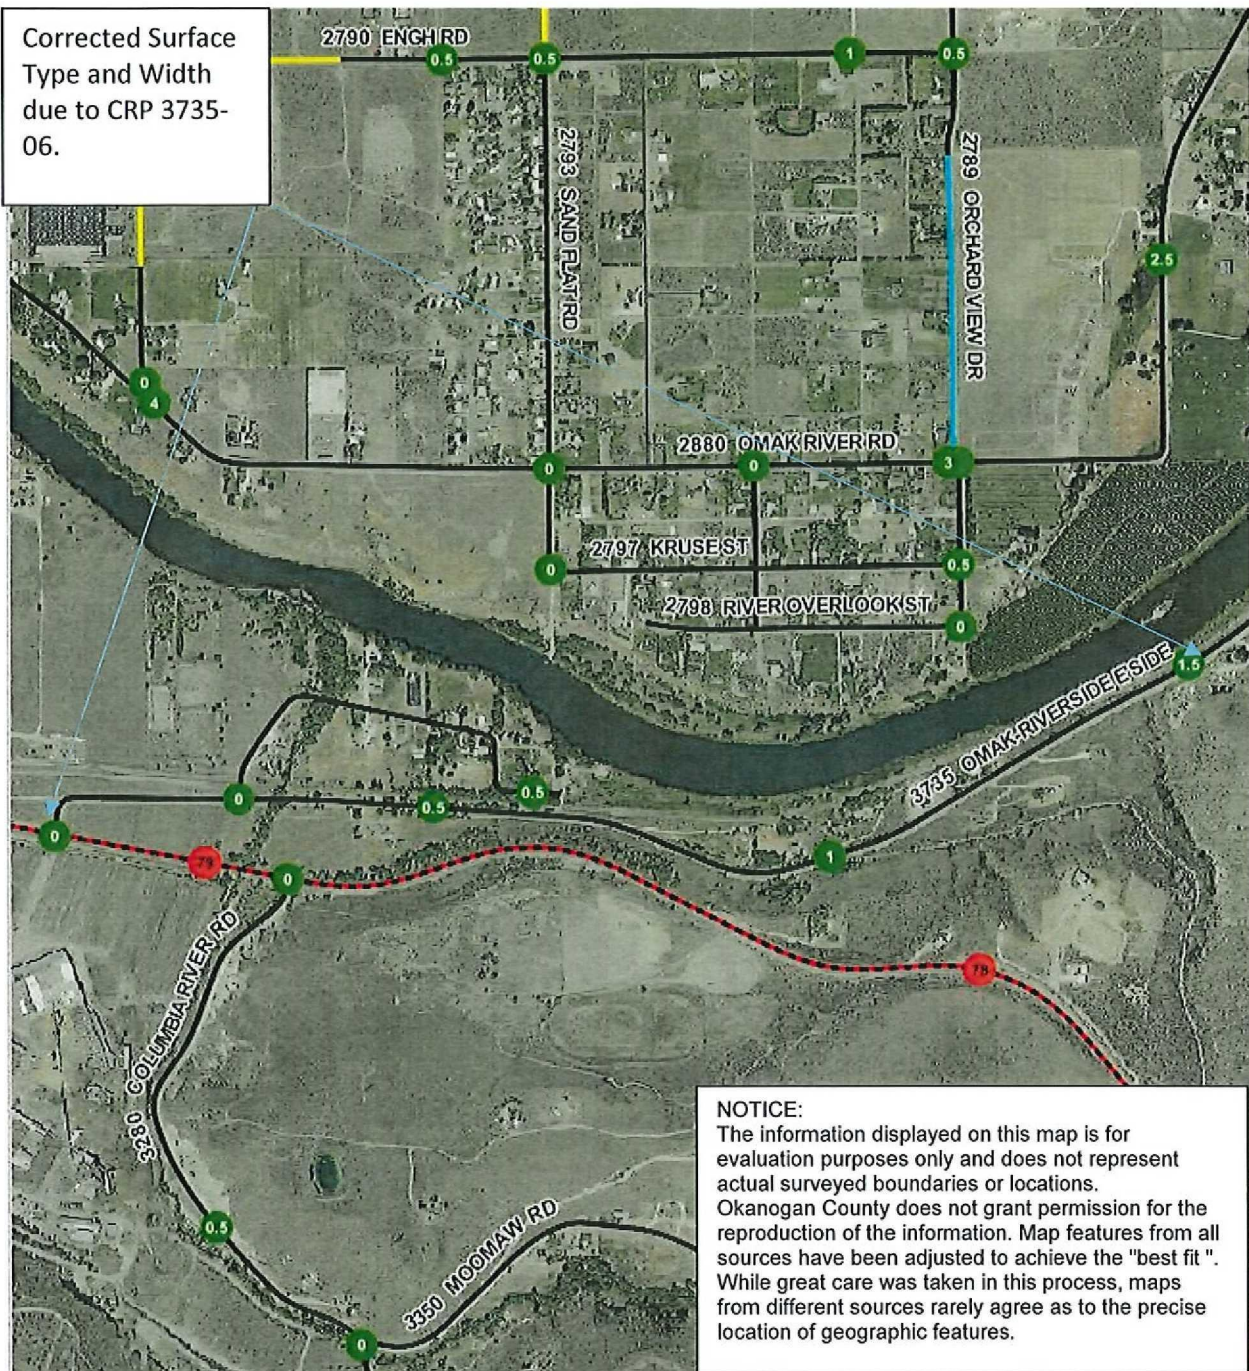 Corrected Surface
Type and Width
due to CRP 3735-
06.
2790 ENGH RD
0.5
0.5
1
0.5
2793 SAND FLAT RD
2789 ORCHARD VIEW DR
2.5
0
4
2880 OMAK RIVER RD
0
0
3
2797 KRUSE ST
0
0.5
2798 RIVER OVERLOOK ST
0
1.5
3735 OMAK-RIVERSIDE E SIDE
0
0.5
0.5
0
1
79
0
78
3280 COLUMBIA RIVER RD
0.5
3350 MOOMAW RD
0
NOTICE:
The information displayed on this map is for
evaluation purposes only and does not represent
actual surveyed boundaries or locations.
Okanogan County does not grant permission for the
reproduction of the information. Map features from all
sources have been adjusted to achieve the "best fit ".
While great care was taken in this process, maps
from different sources rarely agree as to the precise
location of geographic features.